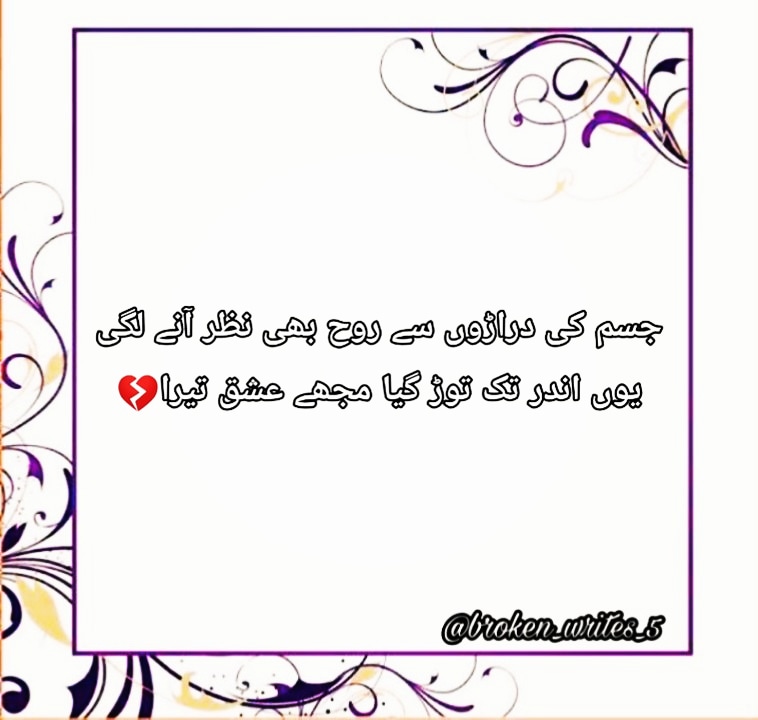 جسم کی دراڑوں سے روح بھی نظر آنے لگی
یوں اندر تک توڑ گیا مجھے عشق تیرا💔
@broken_writes_5